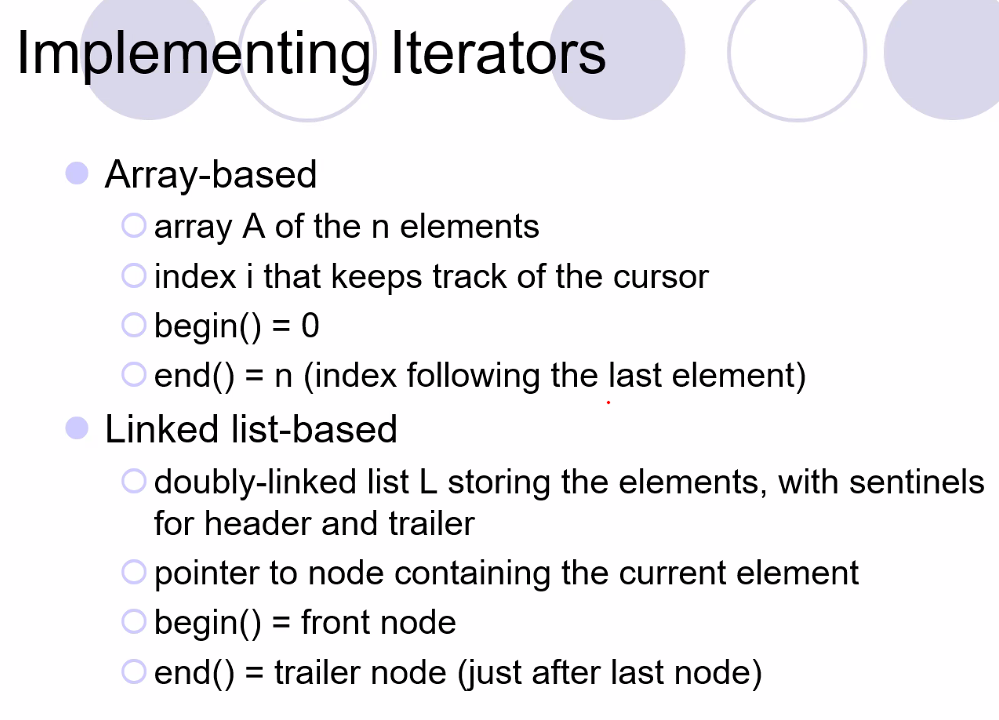 Implementing Iterators
Array-based
array A of the n elements
index i that keeps track of the cursor
begin() = 0
end() = n (index following the last element)
Linked list-based
doubly-linked list L storing the elements, with sentinels
for header and trailer
pointer to node containing the current element
begin() = front node
end() = trailer node (just after last node)